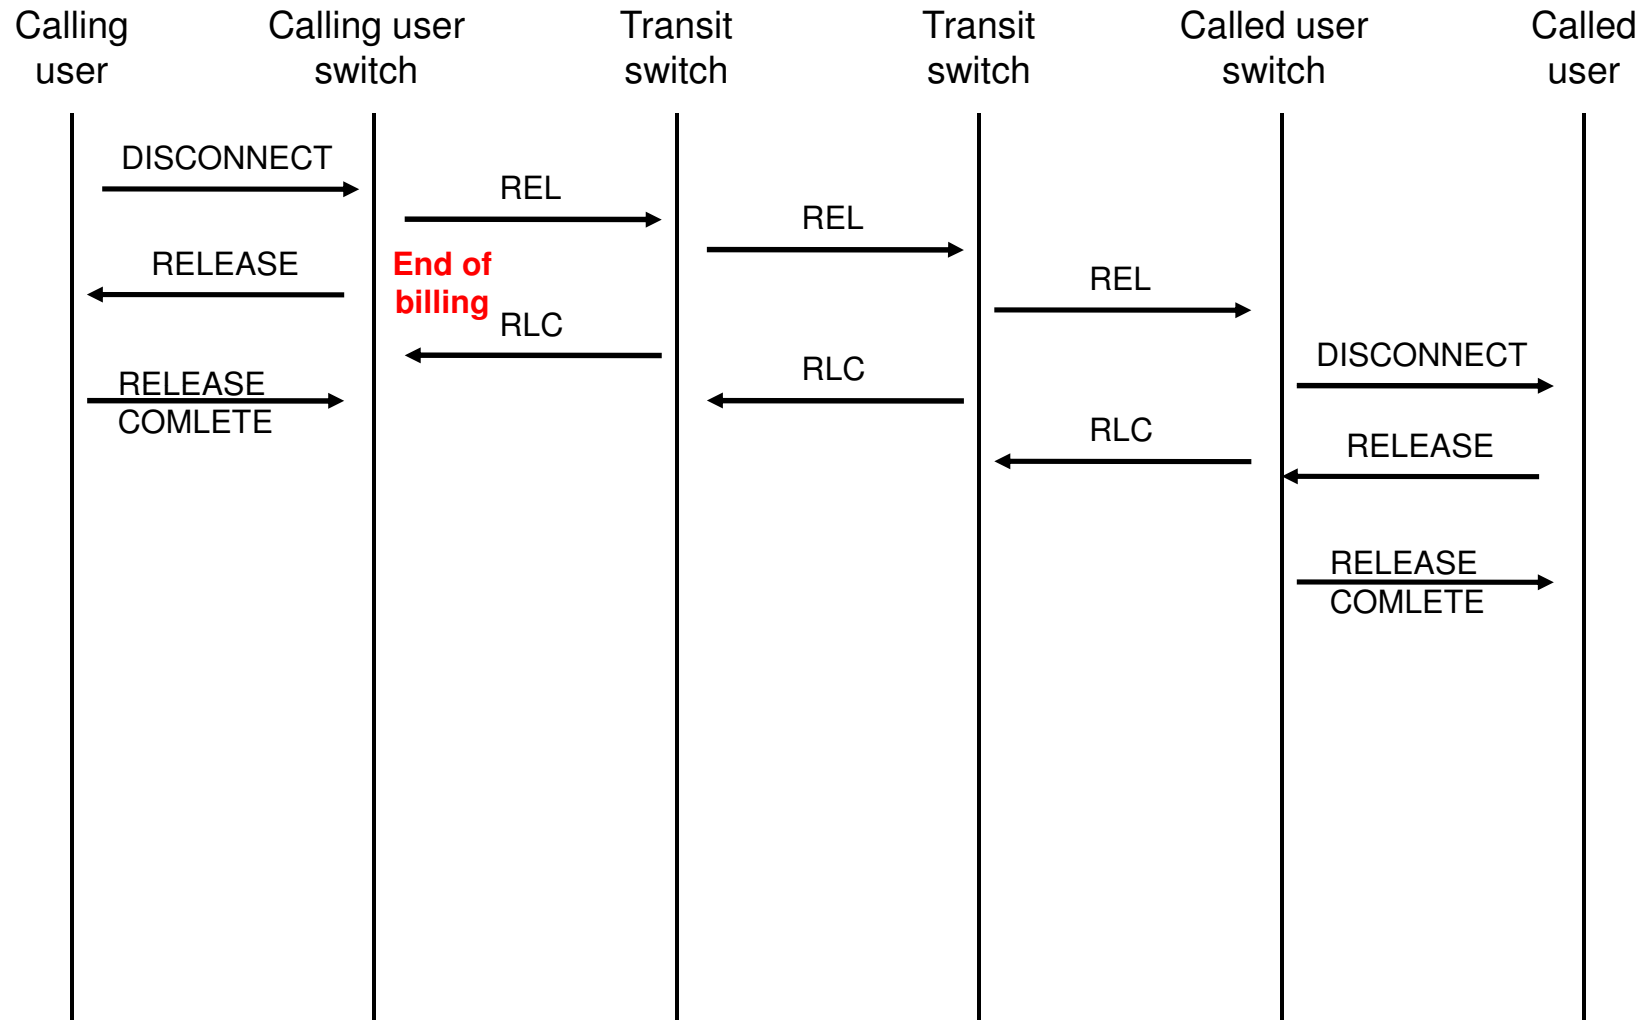 Calling
user
Calling user
switch
Transit
switch
Transit
switch
Called user
switch
Called
user
DISCONNECT
REL
REL
RELEASE
End of
billing
REL
RLC
DISCONNECT
RLC
RELEASE
COMLETE
RLC
RELEASE
RELEASE
COMLETE